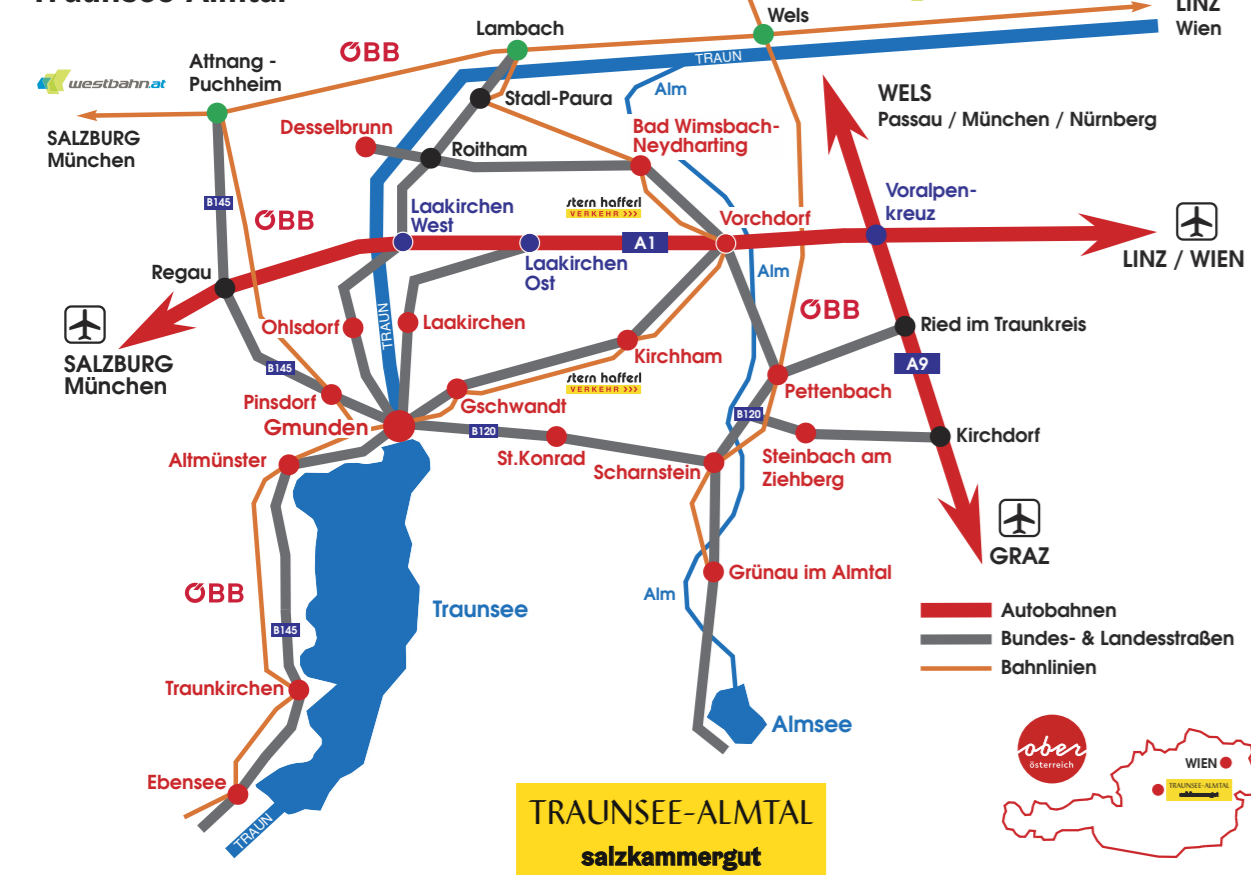 Traunsee-Almtal
LINZ
Wien
Wels
Lambach
ÖBB
TRAUN
Attnang -
Puchheim
westbahn.at
Alm
WELS
Passau / München / Nürnberg
Stadl-Paura
SALZBURG
München
Desselbrunn
Bad Wimsbach-
Neydharting
Roitham
B145
ÖBB
Laakirchen
West
stern hafferl
VERKEHR >>>
Vorchdorf
Voralpen-
kreuz
A1
LINZ / WIEN
Regau
Laakirchen
Ost
Alm
ÖBB
TRAUN
Ohlsdorf
Laakirchen
Ried im Traunkreis
SALZBURG
München
Kirchham
A9
B145
stern hafferl
VERKEHR >>>
Pettenbach
Pinsdorf
Gschwandt
B120
Gmunden
B120
Kirchdorf
St.Konrad
Scharnstein
Steinbach am
Ziehberg
Altmünster
GRAZ
Grünau im Almtal
ÖBB
Alm
Traunsee
Autobahnen
B145
Bundes- & Landesstraßen
Bahnlinien
Traunkirchen
Almsee
ober
österreich
WIEN
TRAUNSEE-ALMTAL
Ebensee
TRAUN
TRAUNSEE-ALMTAL
salzkammergut